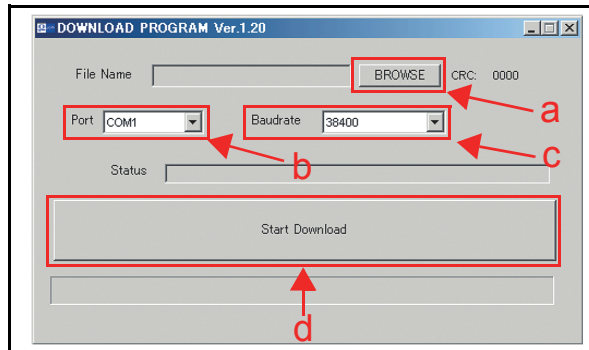 DOWNLOAD PROGRAM Ver.1.20
File Name BROWSE CRC: 0000
a
Port COM1 Baudrate 38400
b
c
Status
Start Download
d